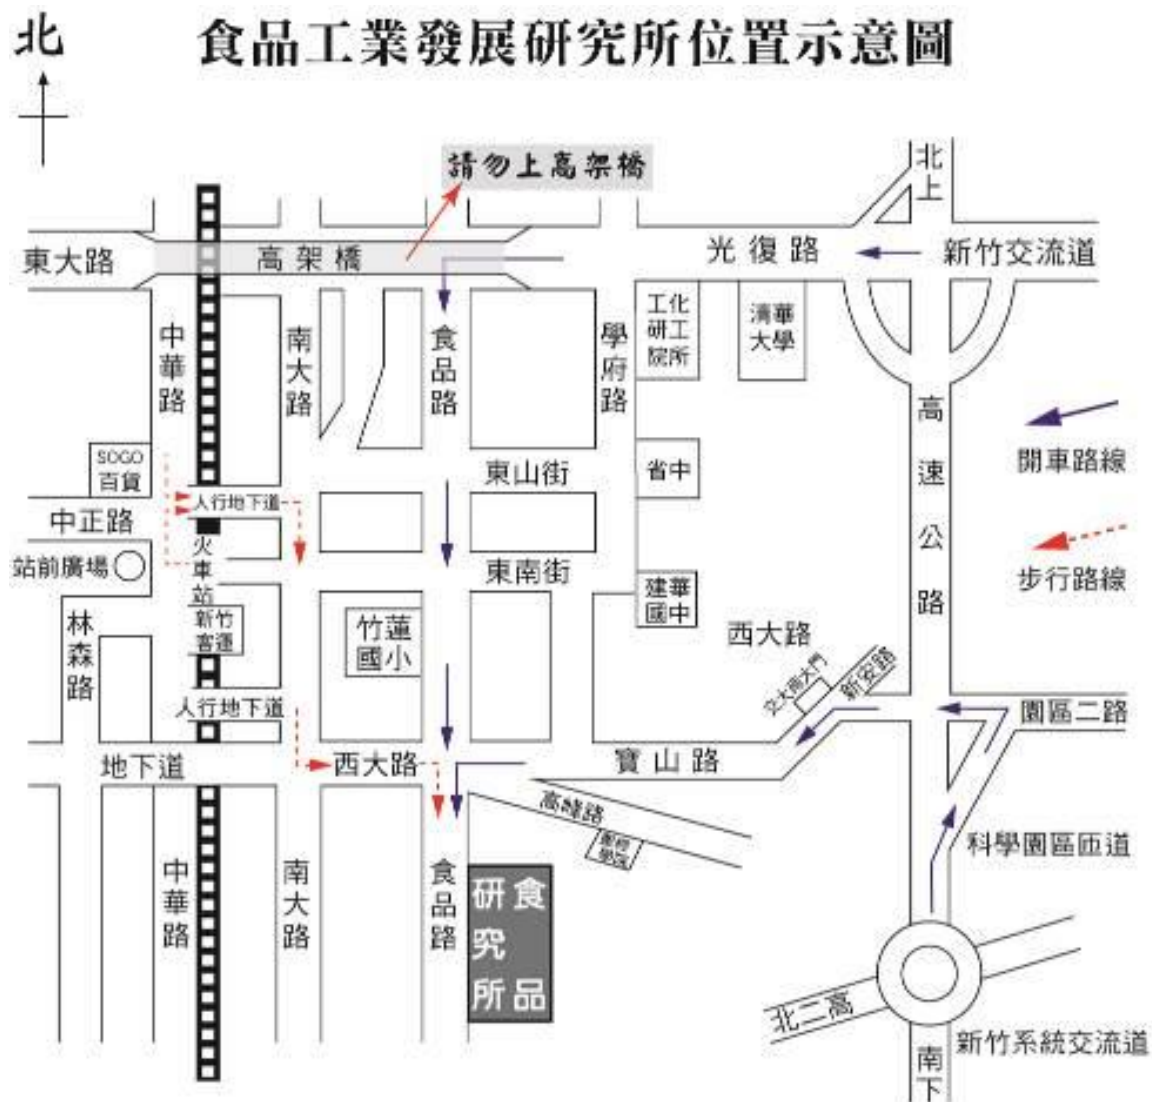 北
食品工業發展研究所位置示意圖
請勿上高架橋
北上
東大路
高架橋
光復路
新竹交流道
中華路
南大路
食品路
學府路
化工所
工研院
清華
大學
高速公路
開車路線
步行路線
SOGO
百貨
東山街
省中
中正路
人行地下道
站前廣場
火車站
東南街
建華
國中
新竹
客運
竹蓮
國小
林森路
西大路
交大南大門
新安路
人行地下道
園區二路
地下道
西大路
寶山路
高峰路
科學園區匝道
中華路
南大路
食品路
食品
研究所
北二高
新竹系統交流道
南下